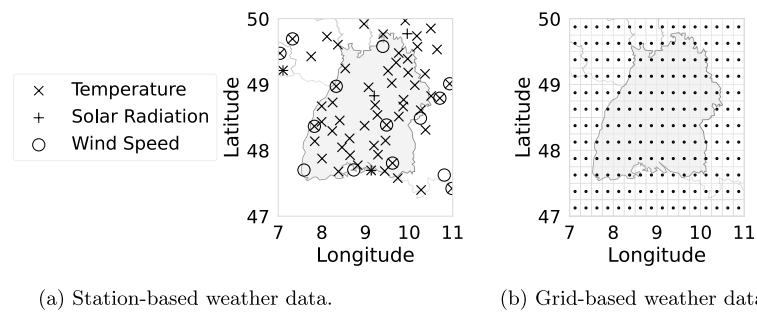 Temperature
Solar Radiation
Wind Speed
Latitude
50
49
48
47
7 8 9 10 11
Longitude
(a) Station-based weather data.
Latitude
50
49
48
47
7 8 9 10 11
Longitude
(b) Grid-based weather